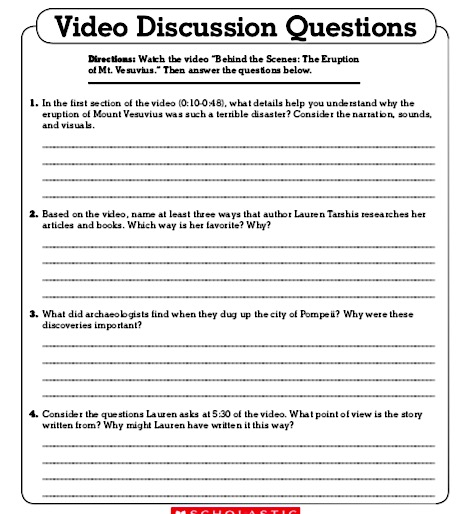 Video Discussion Questions
Directions: Watch the video "Behind the Scenes: The Eruption
of Mt. Vesuvius." Then answer the questions below.
1. In the first section of the video (0:10-0:48), what details help you understand why the
eruption of Mount Vesuvius was such a terrible disaster? Consider the narration, sounds,
and visuals.
2. Based on the video, name at least three ways that author Lauren Tarshis researches her
articles and books. Which way is her favorite? Why?
3. What did archaeologists find when they dug up the city of Pompeii? Why were these
discoveries important?
4. Consider the questions Lauren asks at 5:30 of the video. What point of view is the story
written from? Why might Lauren have written it this way?
SCHOLASTIC